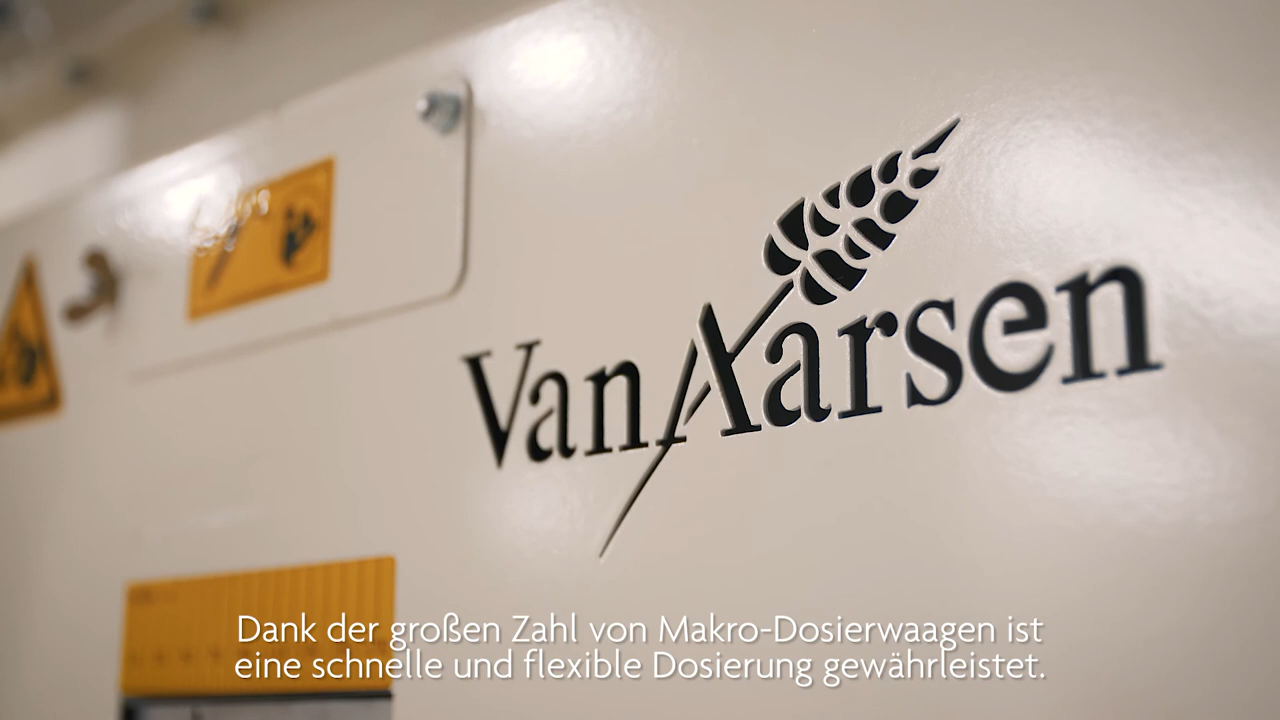 VanAarsen
Dank der großen Zahl von Makro-Dosierwaagen ist
eine schnelle und flexible Dosierung gewährleistet.